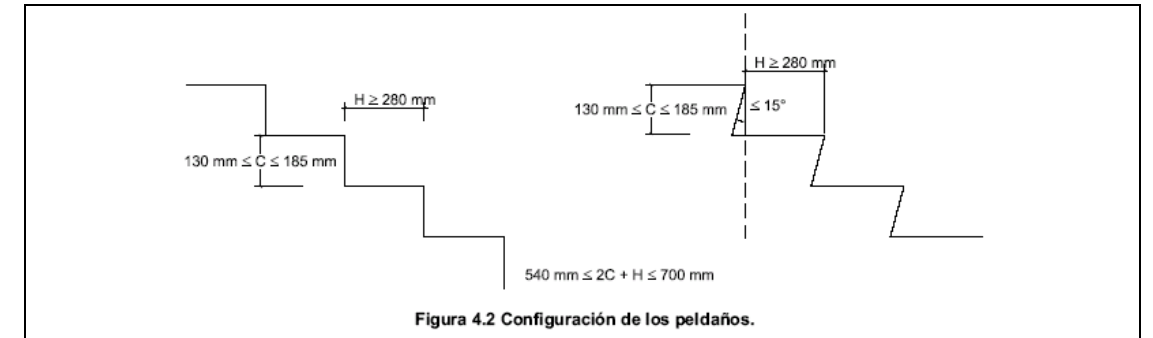 H ≥ 280 mm
130 mm ≤ C ≤ 185 mm
H ≥ 280 mm
130 mm ≤ C ≤ 185 mm
≤ 15°
540 mm ≤ 2C + H ≤ 700 mm
Figura 4.2 Configuración de los peldaños.